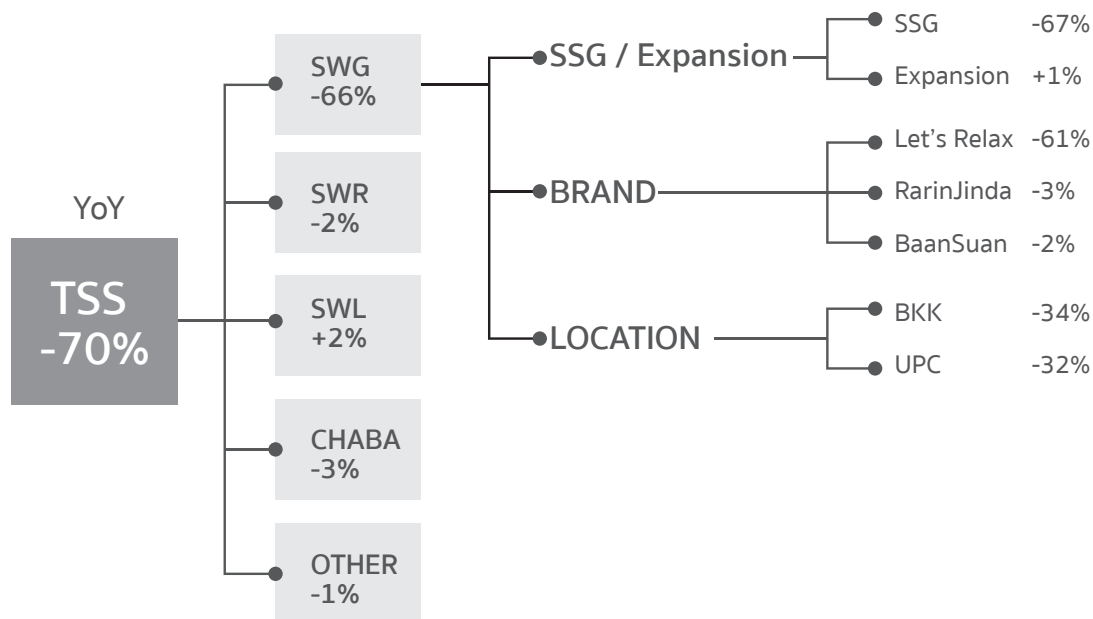 YoY
TSS
-70%
SWG
-66%
SWR
-2%
SWL
+2%
CHABA
-3%
OTHER
-1%
SSG / Expansion
SSG -67%
Expansion +1%
BRAND
Let's Relax -61%
RarinJinda -3%
BaanSuan -2%
LOCATION
BKK -34%
UPC -32%